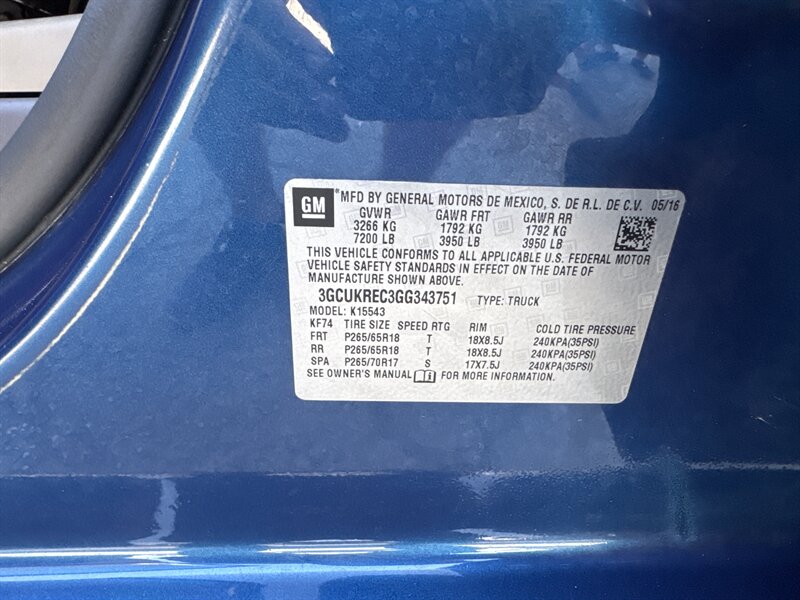 GM
®MFD BY GENERAL MOTORS DE MEXICO, S. DE R.L. DE C.V. 05/16
GVWR GAWR FRT GAWR RR
3266 KG 1792 KG 1792 KG
7200 LB 3950 LB 3950 LB
THIS VEHICLE CONFORMS TO ALL APPLICABLE U.S. FEDERAL MOTOR
VEHICLE SAFETY STANDARDS IN EFFECT ON THE DATE OF
MANUFACTURE SHOWN ABOVE.
3GCUKREC3GG343751 TYPE: TRUCK
MODEL: K15543
KF74 TIRE SIZE SPEED RTG RIM COLD TIRE PRESSURE
FRT P265/65R18 T 18X8.5J 240KPA(35PSI)
RR P265/65R18 T 18X8.5J 240KPA(35PSI)
SPA P265/70R17 S 17X7.5J 240KPA(35PSI)
SEE OWNER'S MANUAL FOR MORE INFORMATION.